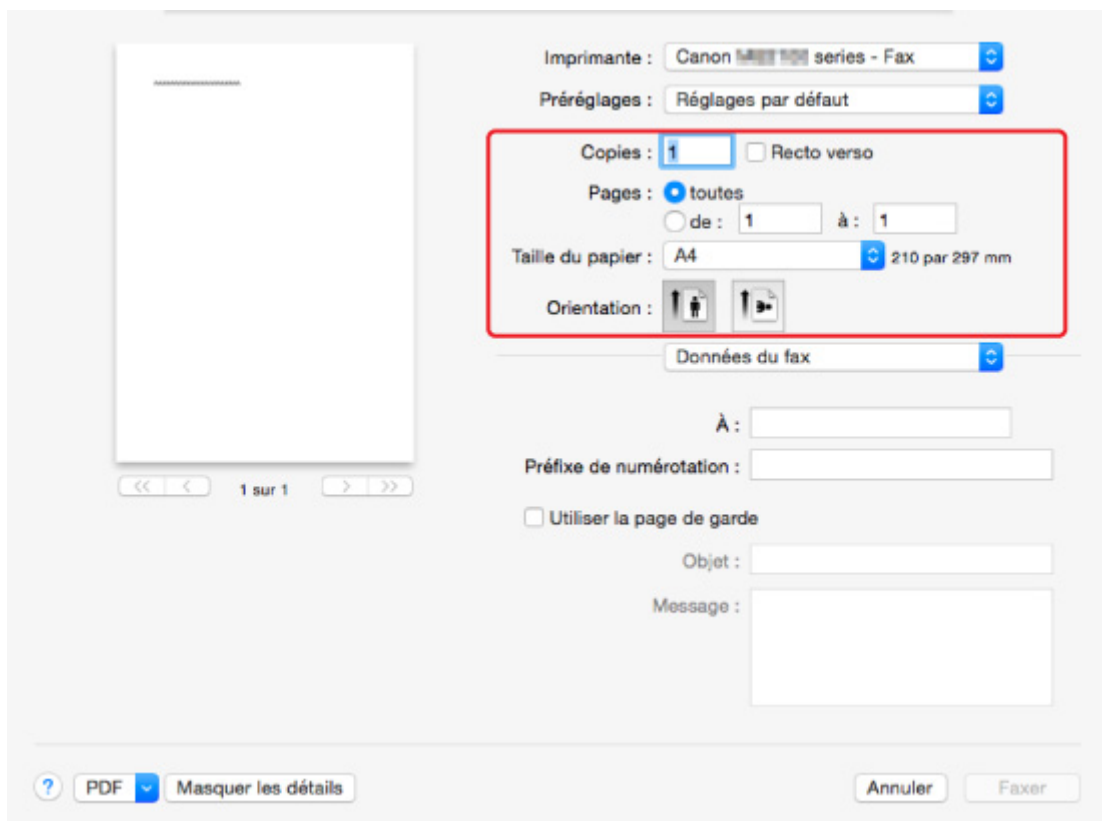 Imprimante : Canon series - Fax
Préréglages : Réglages par défaut
Copies : 1 Recto verso
Pages : toutes
de : 1 à : 1
Taille du papier : A4 210 par 297 mm
Orientation :
Données du fax
À :
Préfixe de numérotation :
1 sur 1
Utiliser la page de garde
Objet :
Message :
? PDF Masquer les détails Annuler Faxer